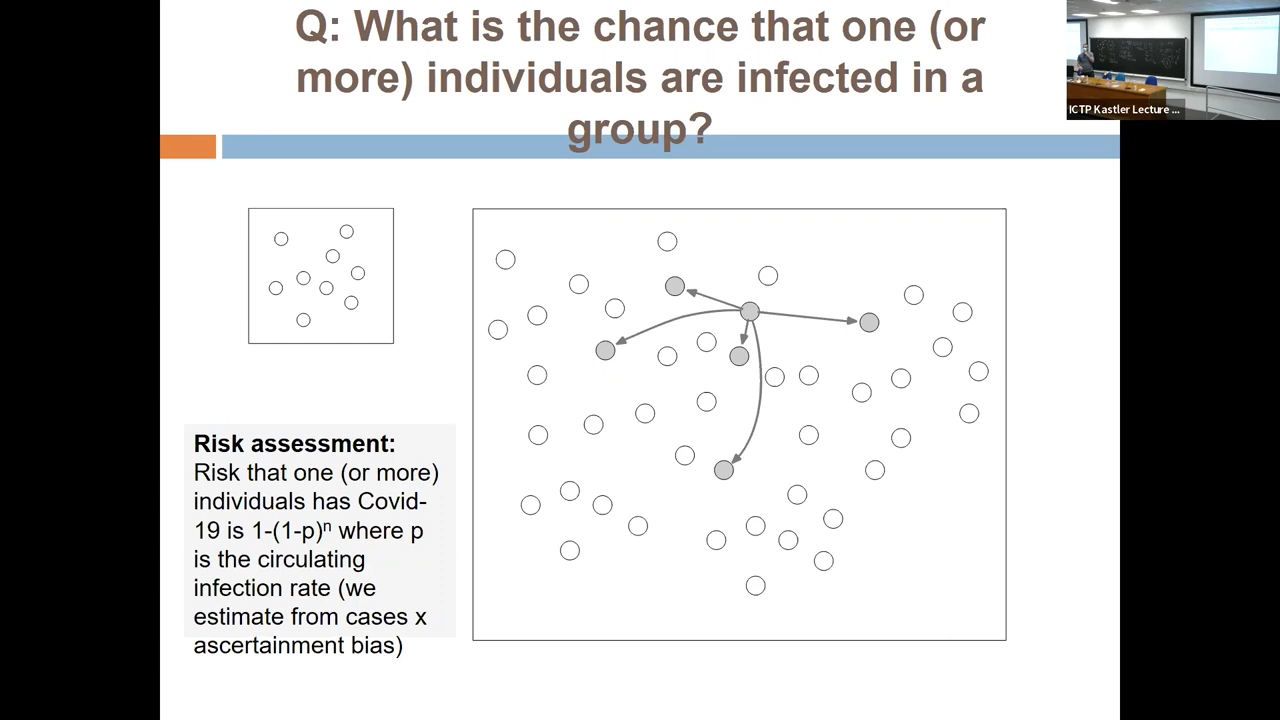 Q: What is the chance that one (or
more) individuals are infected in a
group?
ICTP Kastler Lecture ...
Risk assessment:
Risk that one (or more)
individuals has Covid-
19 is 1-(1-p)ⁿ where p
is the circulating
infection rate (we
estimate from cases x
ascertainment bias)